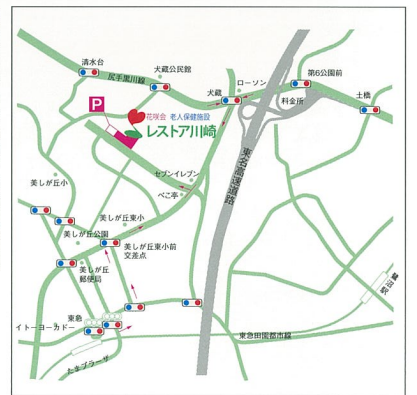 清水台
尻手黒川線
犬蔵公民館
犬蔵
ローソン
第6公園前
料金所
土橋
P
花咲会 老人保健施設
レストア川崎
東名高速道路
セブンイレブン
ぺこ亭
美しが丘小
美しが丘東小
美しが丘公園
美しが丘東小前
交差点
美しが丘
郵便局
東急
イトーヨーカドー
たまプラーザ
東急田園都市線
鷺沼駅